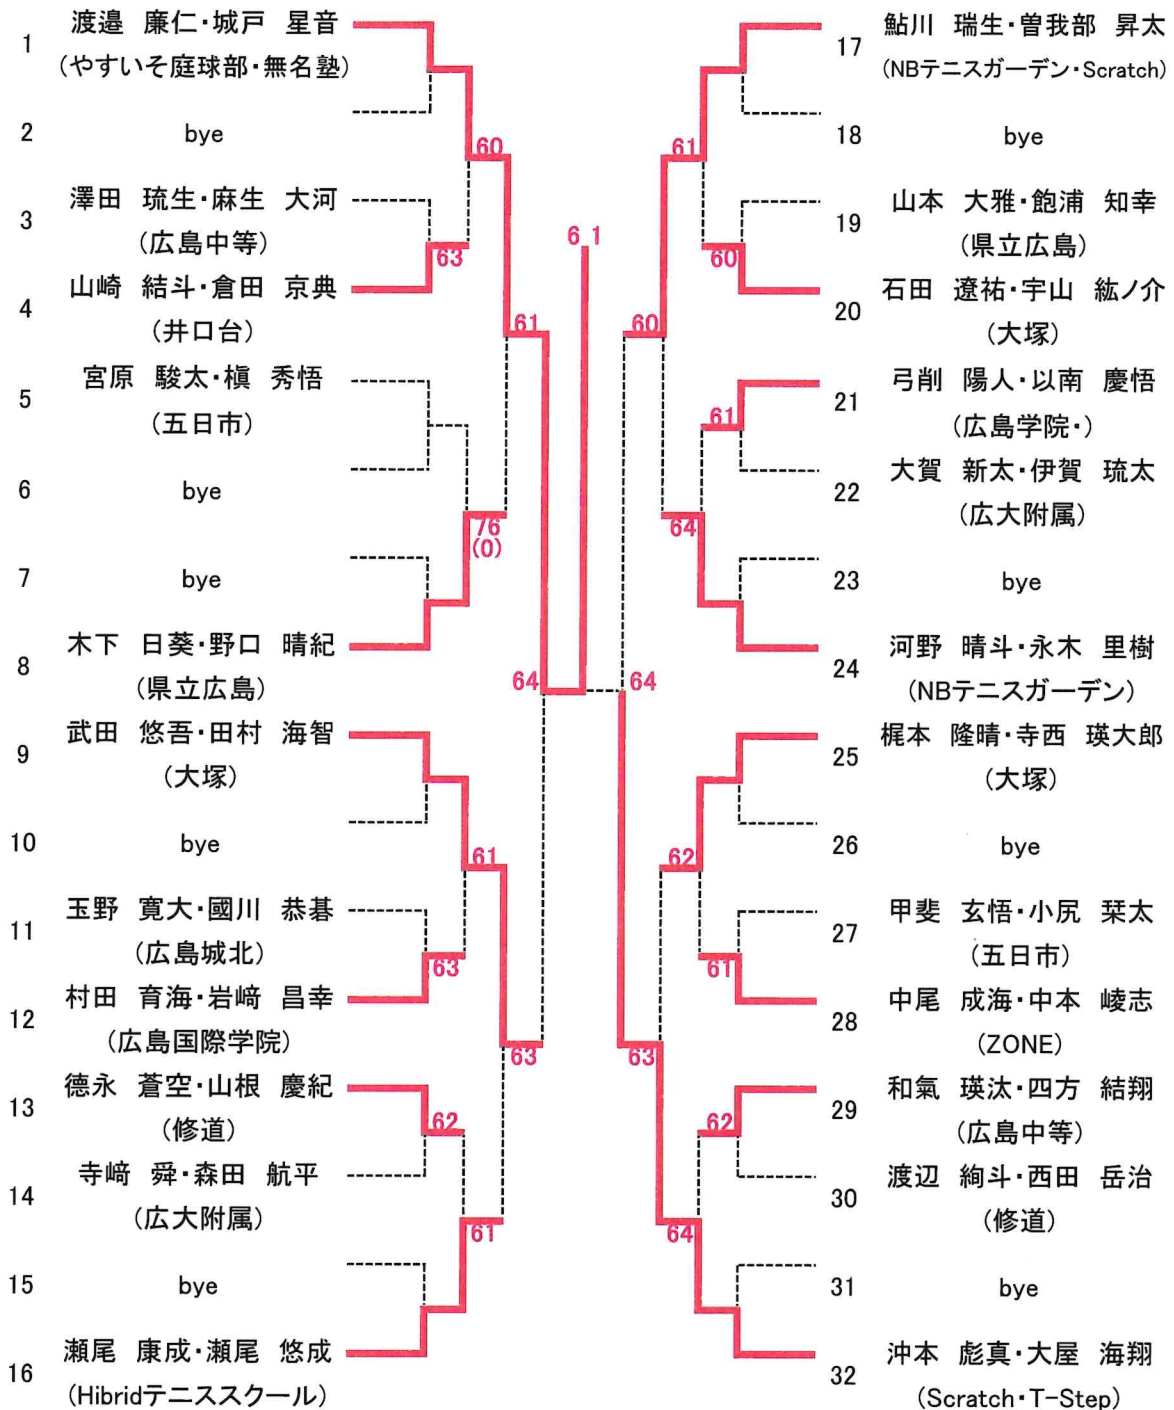 1 渡邉 廉仁・城戸 星音
(やすいそ庭球部・無名塾)
2 bye
3 澤田 琉生・麻生 大河
(広島中等)
4 山崎 結斗・倉田 京典
(井口台)
5 宮原 駿太・槇 秀悟
(五日市)
6 bye
7 bye
8 木下 日葵・野口 晴紀
(県立広島)
9 武田 悠吾・田村 海智
(大塚)
10 bye
11 玉野 寛大・國川 恭碁
(広島城北)
12 村田 育海・岩﨑 昌幸
(広島国際学院)
13 德永 蒼空・山根 慶紀
(修道)
14 寺﨑 舜・森田 航平
(広大附属)
15 bye
16 瀬尾 康成・瀬尾 悠成
(Hibridテニススクール)
60
63
61
76
(0)
64
61
63
63
62
61
6 1
61
60
60
61
64
64
62
61
63
62
64
17 鮎川 瑞生・曽我部 昇太
(NBテニスガーデン・Scratch)
18 bye
19 山本 大雅・飽浦 知幸
(県立広島)
20 石田 遼祐・宇山 紘ノ介
(大塚)
21 弓削 陽人・以南 慶悟
(広島学院・)
22 大賀 新太・伊賀 琉太
(広大附属)
23 bye
24 河野 晴斗・永木 里樹
(NBテニスガーデン)
25 梶本 隆晴・寺西 瑛大郎
(大塚)
26 bye
27 甲斐 玄悟・小尻 栞太
(五日市)
28 中尾 成海・中本 崚志
(ZONE)
29 和氣 瑛汰・四方 結翔
(広島中等)
30 渡辺 絢斗・西田 岳治
(修道)
31 bye
32 沖本 彪真・大屋 海翔
(Scratch・T-Step)